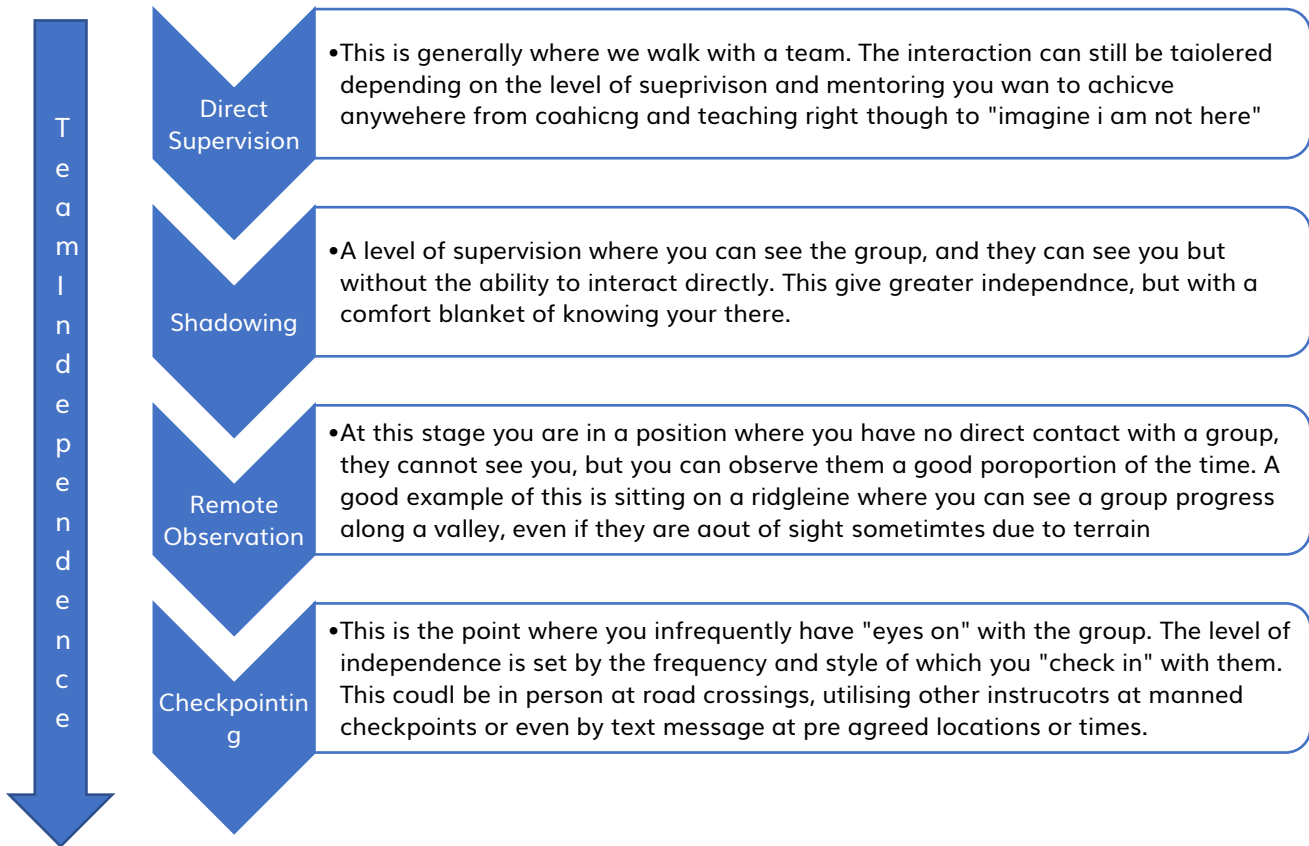 Team Independence
Direct
Supervision
•This is generally where we walk with a team. The interaction can still be taiolered
depending on the level of sueprivison and mentoring you wan to achicve
anywehere from coahicng and teaching right though to "imagine i am not here"
Shadowing
•A level of supervision where you can see the group, and they can see you but
without the ability to interact directly. This give greater independnce, but with a
comfort blanket of knowing your there.
Remote
Observation
•At this stage you are in a position where you have no direct contact with a group,
they cannot see you, but you can observe them a good poroportion of the time. A
good example of this is sitting on a ridgleine where you can see a group progress
along a valley, even if they are aout of sight sometimtes due to terrain
Checkpointin
g
•This is the point where you infrequently have "eyes on" with the group. The level of
independence is set by the frequency and style of which you "check in" with them.
This coudl be in person at road crossings, utilising other instrucotrs at manned
checkpoints or even by text message at pre agreed locations or times.